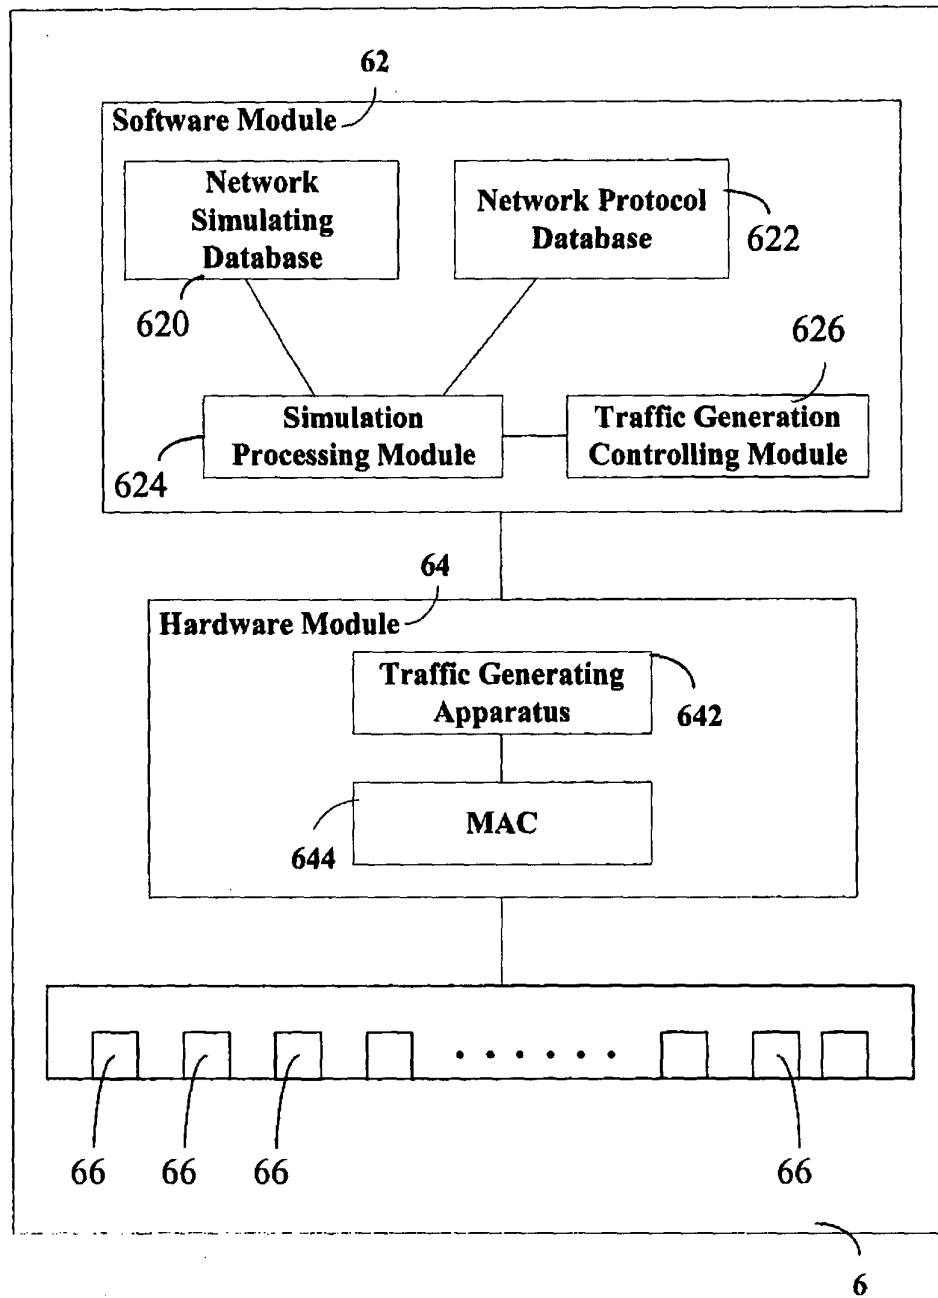 62
Software Module
Network
Simulating
Database
Network Protocol
Database
622
620
626
Simulation
Processing Module
Traffic Generation
Controlling Module
624
64
Hardware Module
Traffic Generating
Apparatus
642
MAC
644
66 66 66 66
6